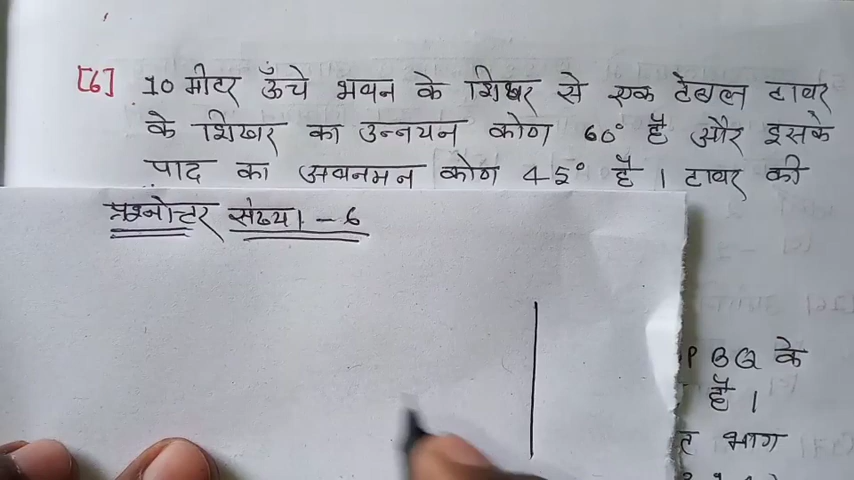 [6] 10 मीटर ऊँचे भवन के शिखर से एक टेबल टावर
के शिखर का उन्नयन कोण 60° है और इसके
पाद का अवनमन कोण 45° है । टावर की
प्रश्नोत्तर संख्या - 6
P BQ के
है ।
भाग